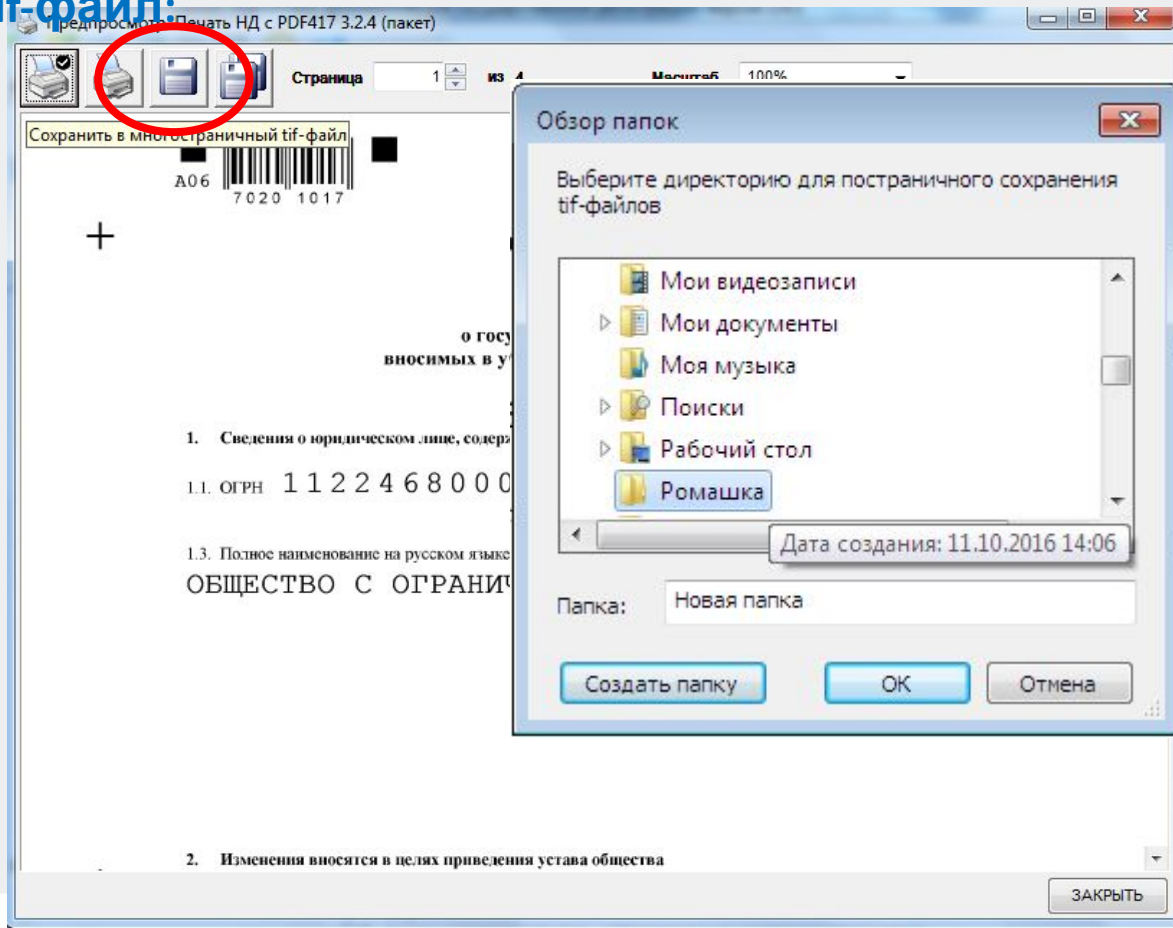 tif-файл:
Предпросмотр: Печать НД с PDF417 3.2.4 (пакет)
Страница 1 из 4 Масштаб 100%
Сохранить в многостраничный tif-файл
А06
7020 1017
о госу
вносимых в у
1. Сведения о юридическом лице, содерж
1.1. ОГРН 1122468000
1.3. Полное наименование на русском языке
ОБЩЕСТВО С ОГРАНИЧ
2. Изменения вносятся в целях приведения устава общества
ЗАКРЫТЬ
Обзор папок
Выберите директорию для постраничного сохранения
tif-файлов
Мои видеозаписи
Мои документы
Моя музыка
Поиски
Рабочий стол
Ромашка
Дата создания: 11.10.2016 14:06
Папка: Новая папка
Создать папку ОК Отмена